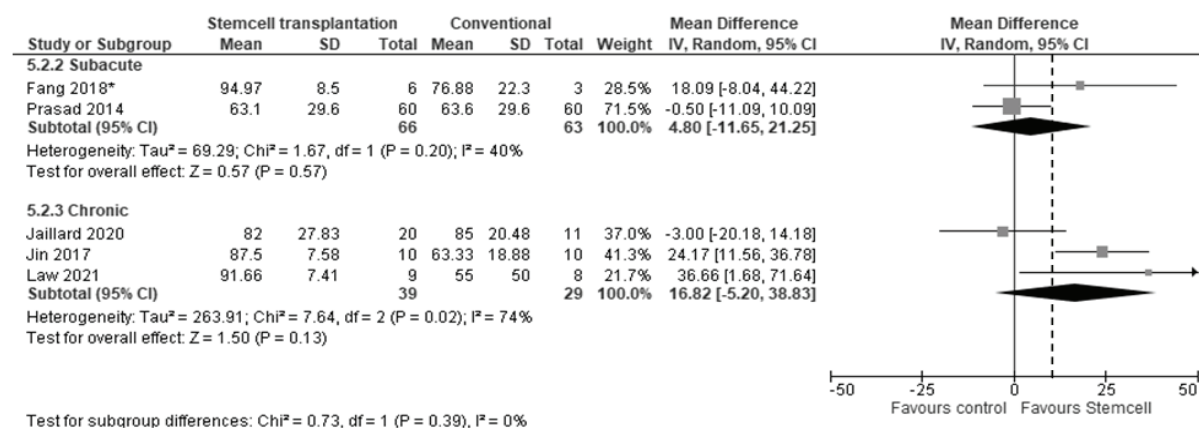 Stemcell transplantation Conventional Mean Difference Mean Difference
Study or Subgroup Mean SD Total Mean SD Total Weight IV, Random, 95% CI IV, Random, 95% CI
5.2.2 Subacute
Fang 2018* 94.97 8.5 6 76.88 22.3 3 28.5% 18.09 [-8.04, 44.22]
Prasad 2014 63.1 29.6 60 63.6 29.6 60 71.5% -0.50 [-11.09, 10.09]
Subtotal (95% CI) 66 63 100.0% 4.80 [-11.65, 21.25]
Heterogeneity: Tau² = 69.29; Chi² = 1.67, df = 1 (P = 0.20); I² = 40%
Test for overall effect: Z = 0.57 (P = 0.57)
5.2.3 Chronic
Jaillard 2020 82 27.83 20 85 20.48 11 37.0% -3.00 [-20.18, 14.18]
Jin 2017 87.5 7.58 10 63.33 18.88 10 41.3% 24.17 [11.56, 36.78]
Law 2021 91.66 7.41 9 55 50 8 21.7% 36.66 [1.68, 71.64]
Subtotal (95% CI) 39 29 100.0% 16.82 [-5.20, 38.83]
Heterogeneity: Tau² = 263.91; Chi² = 7.64, df = 2 (P = 0.02); I² = 74%
Test for overall effect: Z = 1.50 (P = 0.13)
-50 -25 0 25 50
Favours control Favours Stemcell
Test for subgroup differences: Chi² = 0.73, df = 1 (P = 0.39), I² = 0%